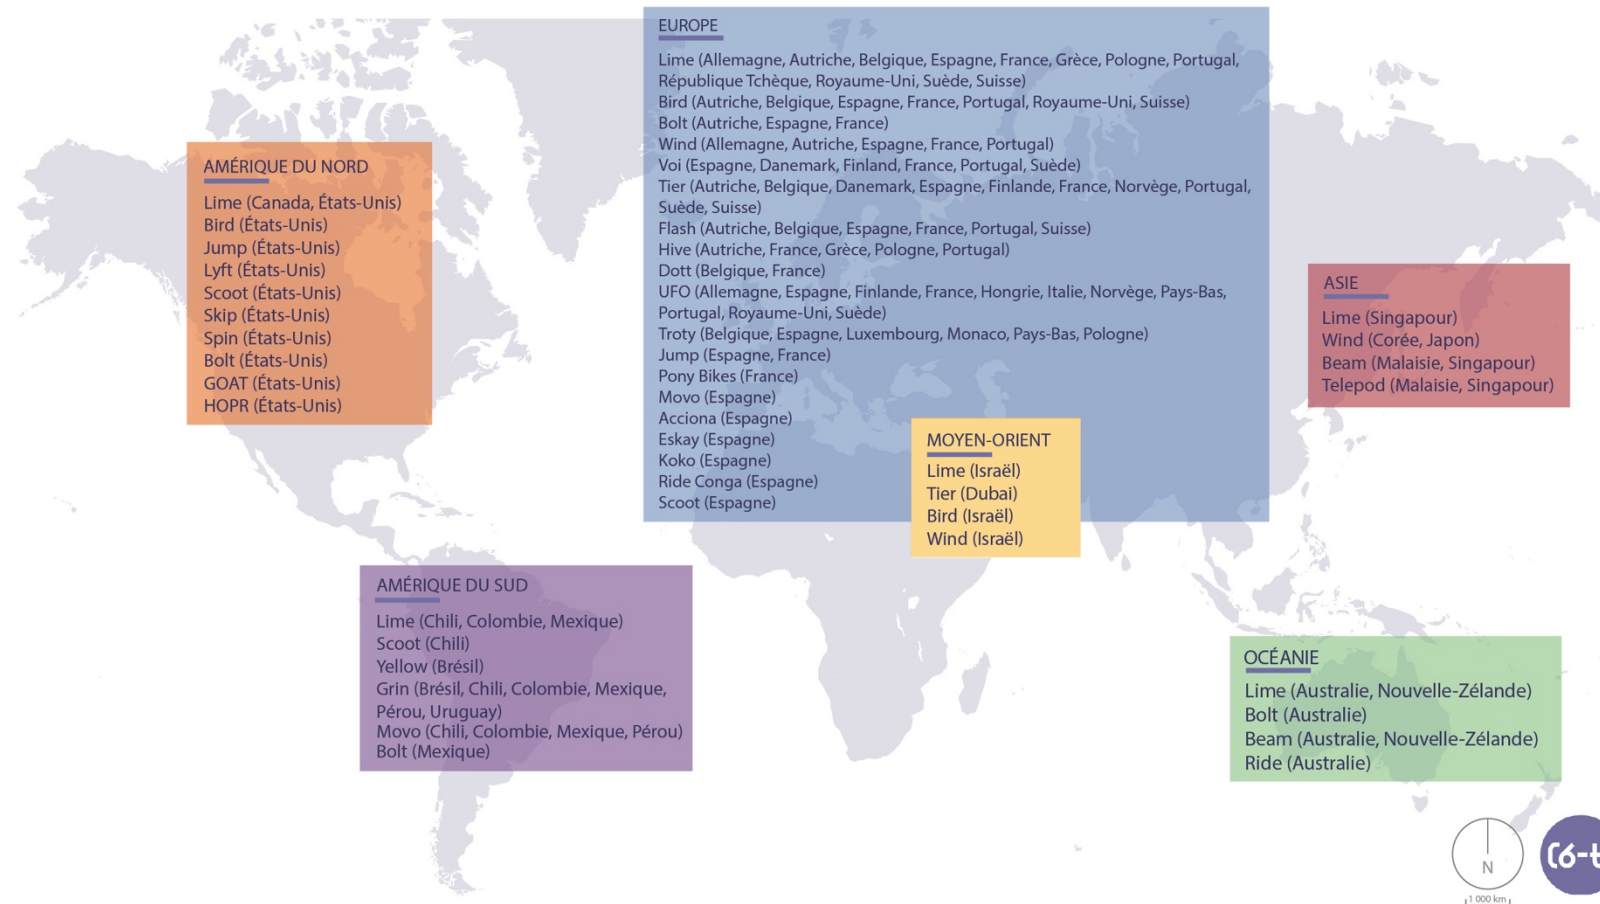 EUROPE
Lime (Allemagne, Autriche, Belgique, Espagne, France, Grèce, Pologne, Portugal,
République Tchèque, Royaume-Uni, Suède, Suisse)
Bird (Autriche, Belgique, Espagne, France, Portugal, Royaume-Uni, Suisse)
Bolt (Autriche, Espagne, France)
Wind (Allemagne, Autriche, Espagne, France, Portugal)
Voi (Espagne, Danemark, Finland, France, Portugal, Suède)
Tier (Autriche, Belgique, Danemark, Espagne, Finlande, France, Norvège, Portugal,
Suède, Suisse)
Flash (Autriche, Belgique, Espagne, France, Portugal, Suisse)
Hive (Autriche, France, Grèce, Pologne, Portugal)
Dott (Belgique, France)
UFO (Allemagne, Espagne, Finlande, France, Hongrie, Italie, Norvège, Pays-Bas,
Portugal, Royaume-Uni, Suède)
Troty (Belgique, Espagne, Luxembourg, Monaco, Pays-Bas, Pologne)
Jump (Espagne, France)
Pony Bikes (France)
Movo (Espagne)
Acciona (Espagne)
Eskay (Espagne)
Koko (Espagne)
Ride Conga (Espagne)
Scoot (Espagne)
AMÉRIQUE DU NORD
Lime (Canada, États-Unis)
Bird (États-Unis)
Jump (États-Unis)
Lyft (États-Unis)
Scoot (États-Unis)
Skip (États-Unis)
Spin (États-Unis)
Bolt (États-Unis)
GOAT (États-Unis)
HOPR (États-Unis)
ASIE
Lime (Singapour)
Wind (Corée, Japon)
Beam (Malaisie, Singapour)
Telepod (Malaisie, Singapour)
MOYEN-ORIENT
Lime (Israël)
Tier (Dubai)
Bird (Israël)
Wind (Israël)
AMÉRIQUE DU SUD
Lime (Chili, Colombie, Mexique)
Scoot (Chili)
Yellow (Brésil)
Grin (Brésil, Chili, Colombie, Mexique,
Pérou, Uruguay)
Movo (Chili, Colombie, Mexique, Pérou)
Bolt (Mexique)
OCÉANIE
Lime (Australie, Nouvelle-Zélande)
Bolt (Australie)
Beam (Australie, Nouvelle-Zélande)
Ride (Australie)
N
1 000 km
6-t